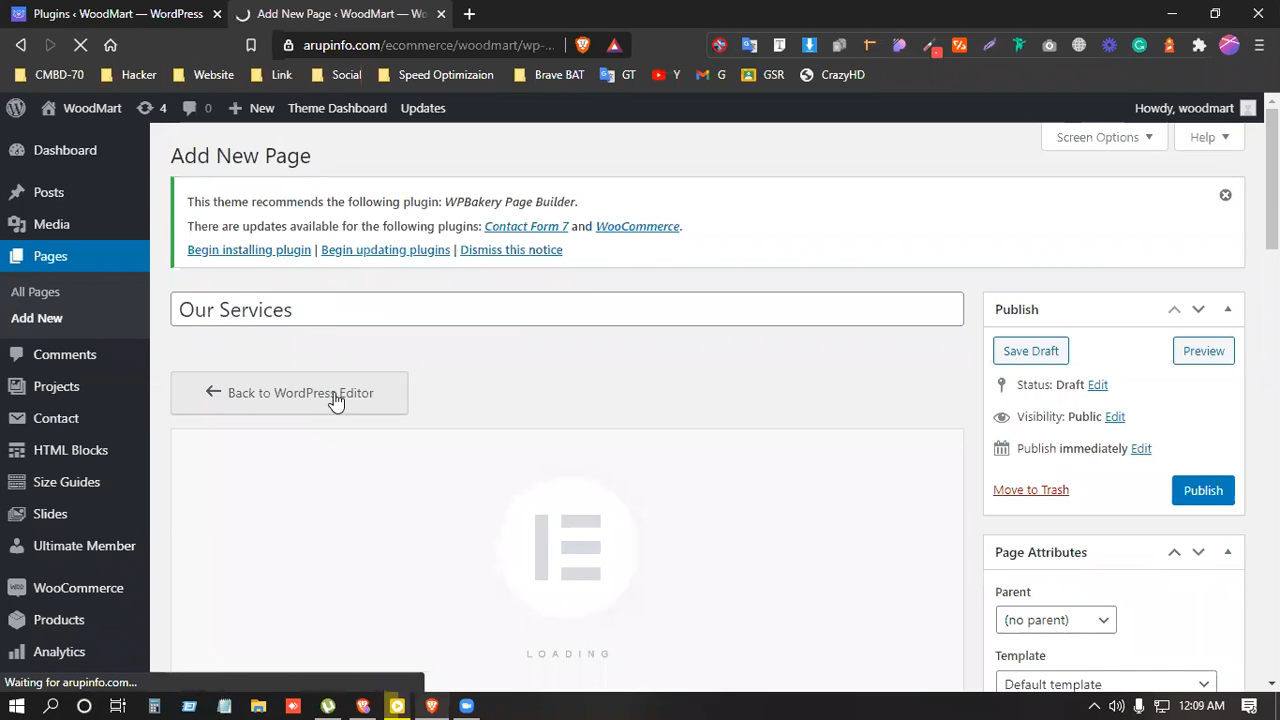 Plugins ‹ WoodMart — WordPress
Add New Page ‹ WoodMart — Wo
arupinfo.com/ecommerce/woodmart/wp-...
CPBD-70
Hacker
Website
Link
Social
Speed Optimizaion
Brave BAT
GT
Y
G
GSR
CrazyHD
WoodMart
4
0
New
Theme Dashboard
Updates
Howdy, woodmart
Dashboard
Posts
Media
Pages
All Pages
Add New
Comments
Projects
Contact
HTML Blocks
Size Guides
Slides
Ultimate Member
WooCommerce
Products
Analytics
Screen Options
Help
Add New Page
This theme recommends the following plugin: WPBakery Page Builder.
There are updates available for the following plugins: Contact Form 7 and WooCommerce.
Begin installing plugin | Begin updating plugins | Dismiss this notice
Our Services
Back to WordPress Editor
LOADING
Publish
Save Draft
Preview
Status: Draft Edit
Visibility: Public Edit
Publish immediately Edit
Move to Trash
Publish
Page Attributes
Parent
(no parent)
Template
Default template
Waiting for arupinfo.com...
12:09 AM